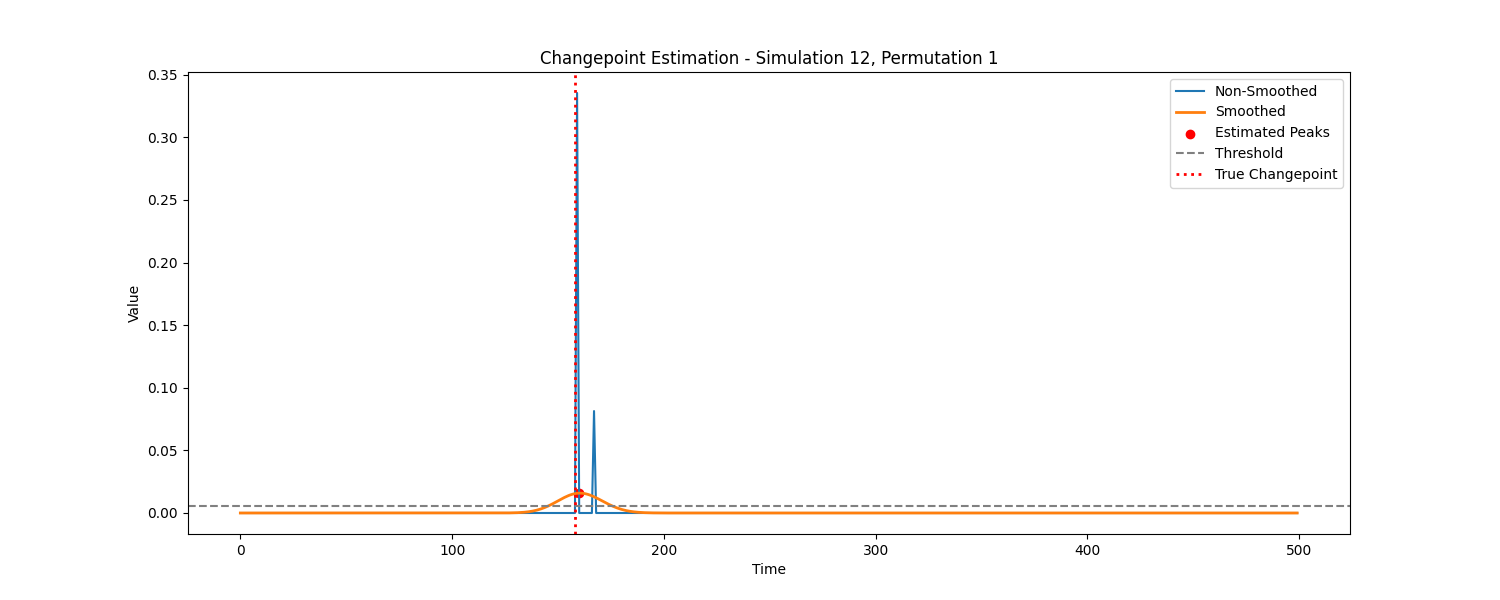 Changepoint Estimation - Simulation 12, Permutation 1
0.35
0.30
0.25
0.20
0.15
0.10
0.05
0.00
Value
Non-Smoothed
Smoothed
Estimated Peaks
Threshold
True Changepoint
0 100 200 300 400 500
Time